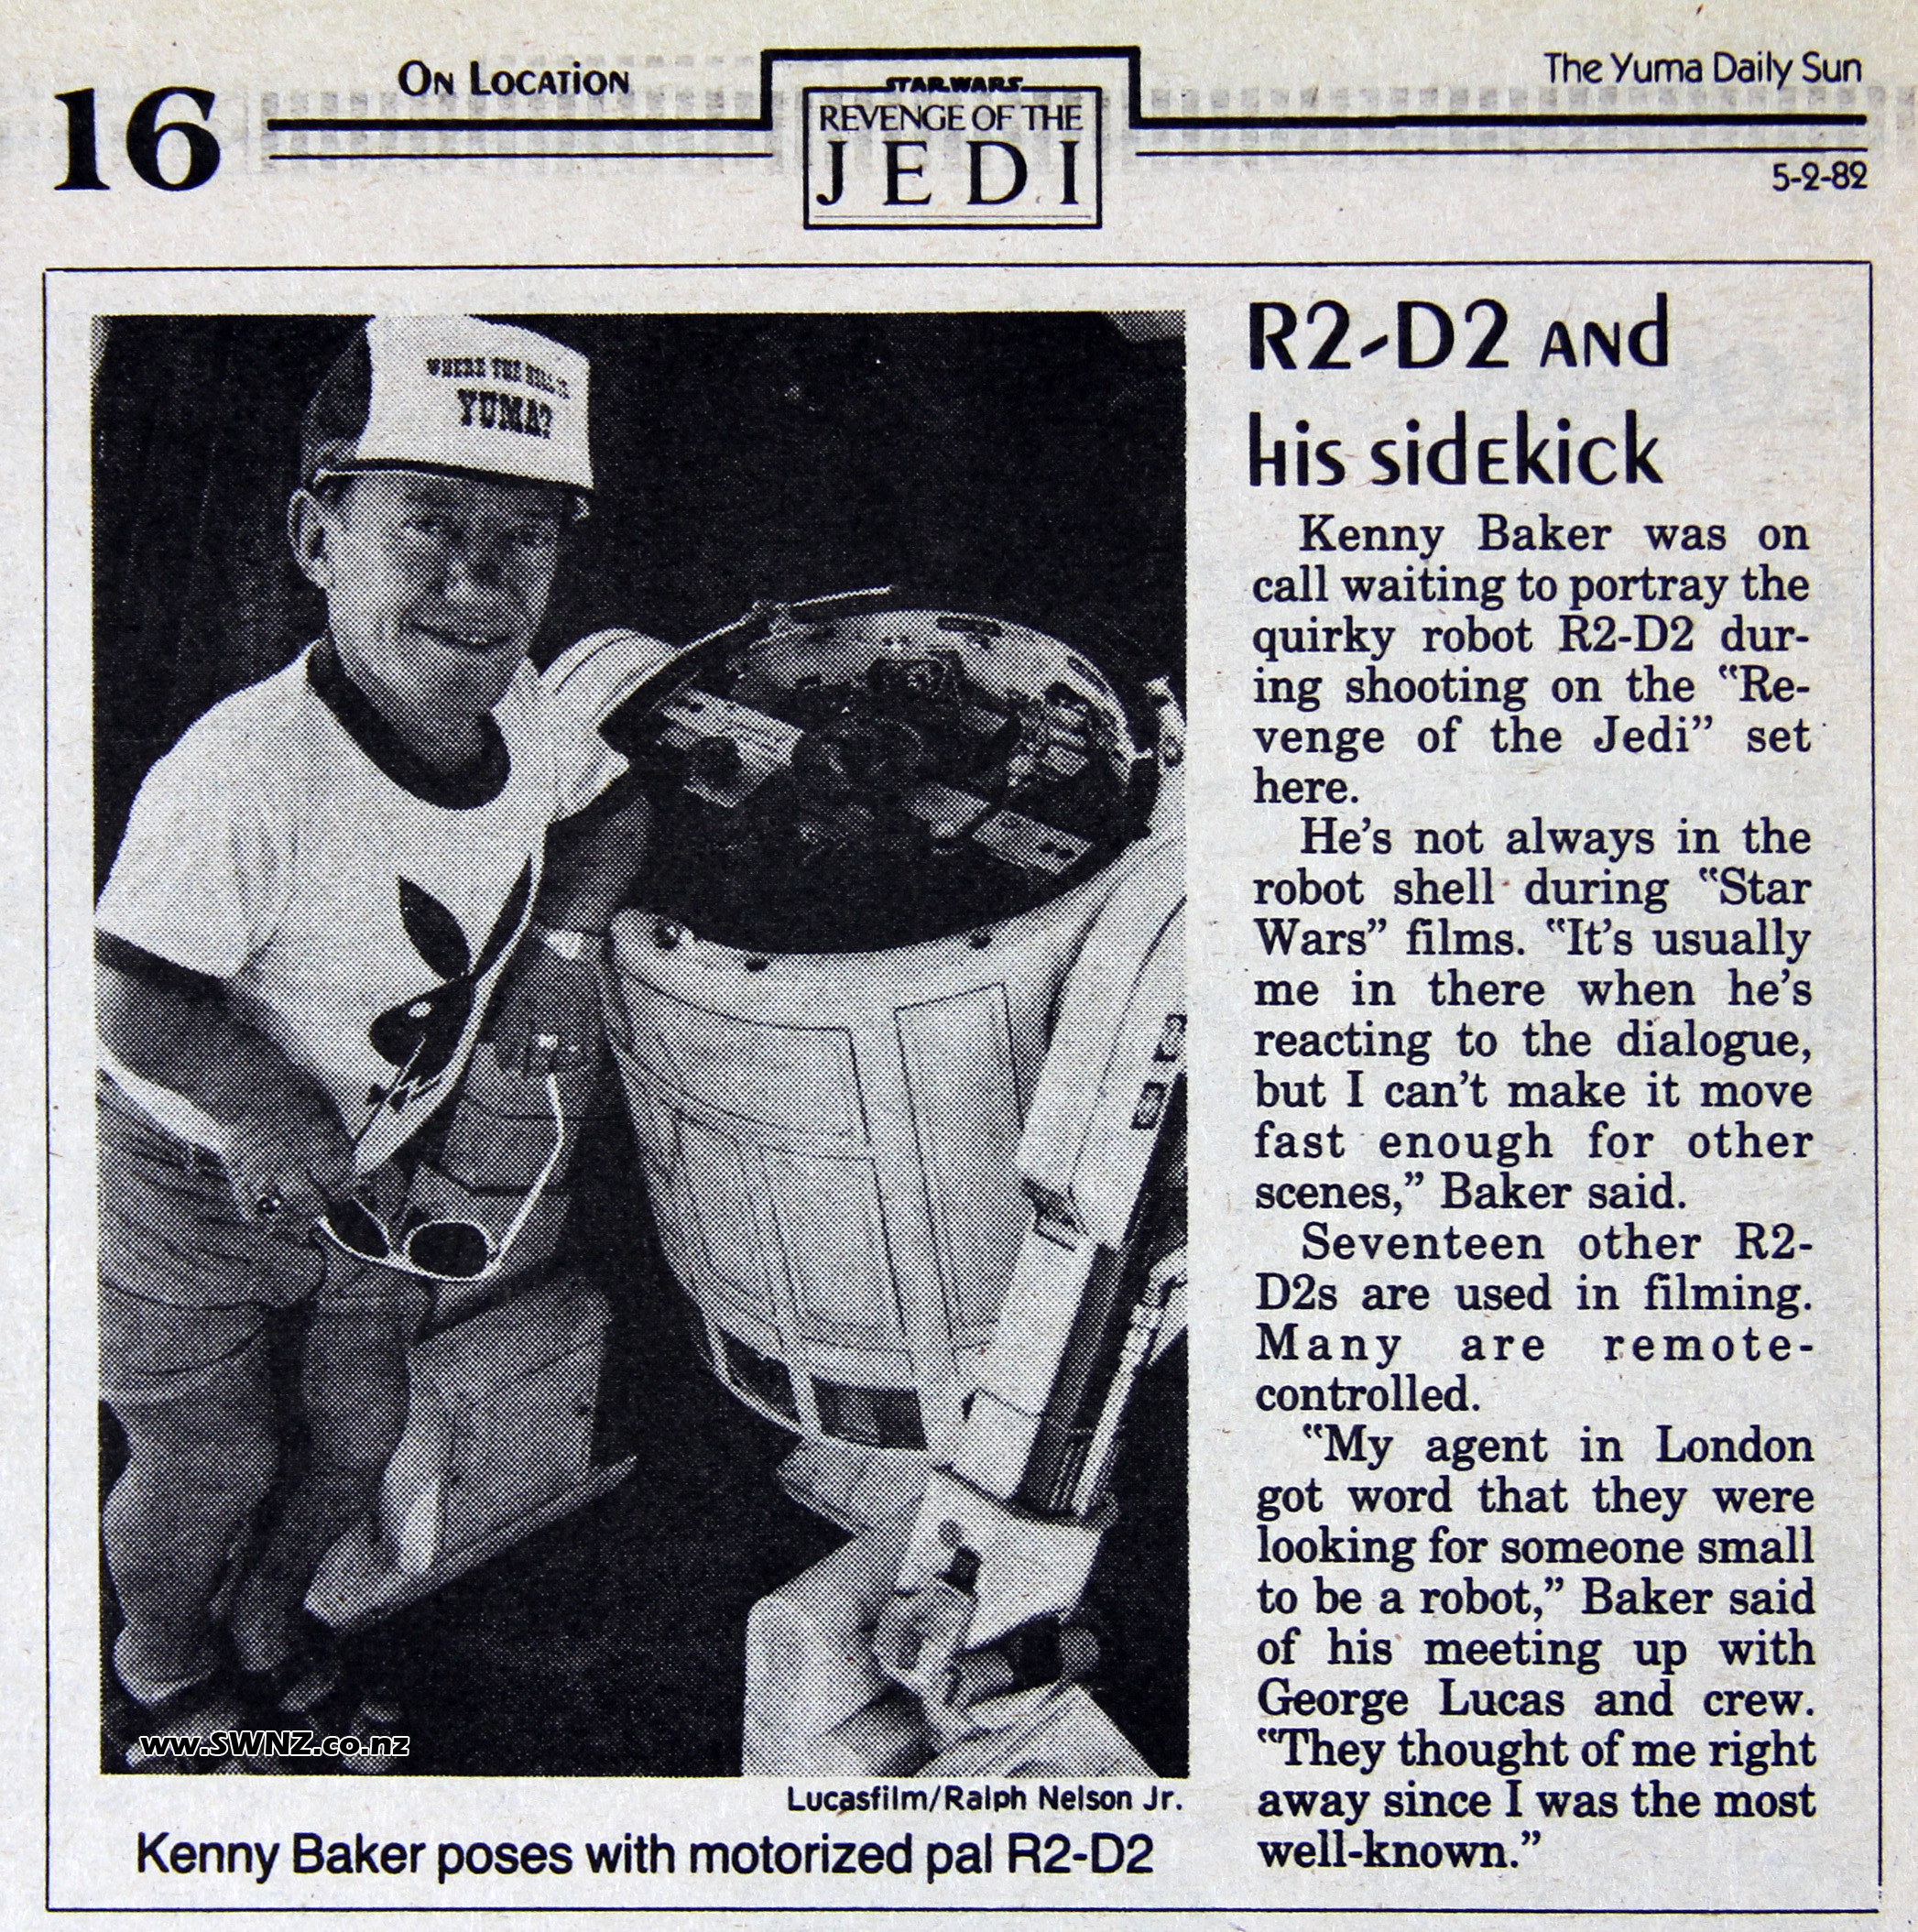 16
On Location
STAR WARS
REVENGE OF THE
JEDI
The Yuma Daily Sun
5-2-82
WHERE THE HELL IS
YUMA?
R2-D2 and
his sidekick
Kenny Baker was on
call waiting to portray the
quirky robot R2-D2 dur-
ing shooting on the "Re-
venge of the Jedi" set
here.
He's not always in the
robot shell during "Star
Wars" films. "It's usually
me in there when he's
reacting to the dialogue,
but I can't make it move
fast enough for other
scenes," Baker said.
Seventeen other R2-
D2s are used in filming.
Many are remote-
controlled.
"My agent in London
got word that they were
looking for someone small
to be a robot," Baker said
of his meeting up with
George Lucas and crew.
"They thought of me right
away since I was the most
well-known."
ww.SWNZ.co.nz
Lucasfilm/Ralph Nelson Jr.
Kenny Baker poses with motorized pal R2-D2